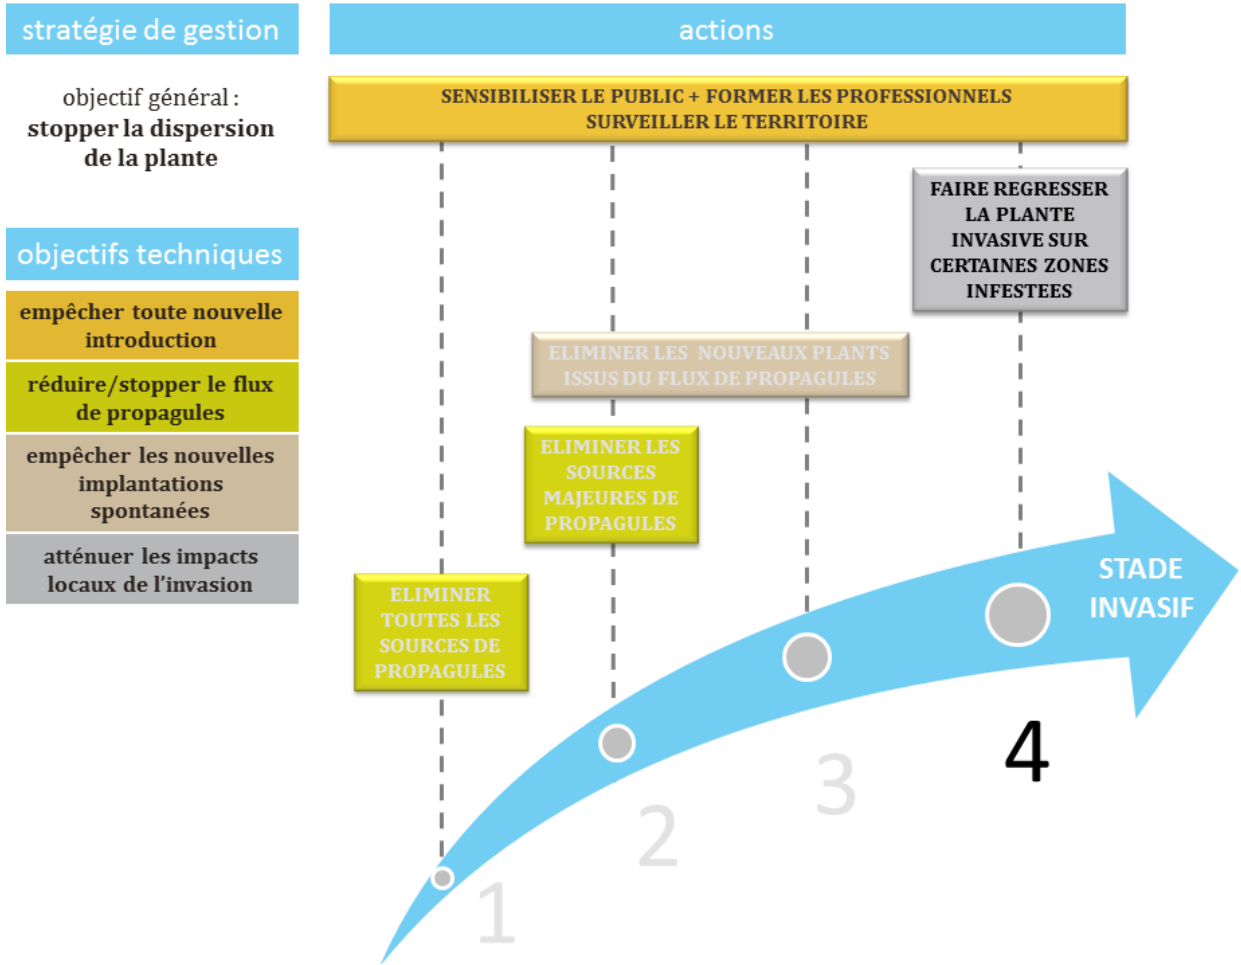 stratégie de gestion
actions
objectif général :
stopper la dispersion
de la plante
SENSIBILISER LE PUBLIC + FORMER LES PROFESSIONNELS
SURVEILLER LE TERRITOIRE
FAIRE REGRESSER
LA PLANTE
INVASIVE SUR
CERTAINES ZONES
INFESTEES
objectifs techniques
empêcher toute nouvelle
introduction
réduire/stopper le flux
de propagules
empêcher les nouvelles
implantations
spontanées
atténuer les impacts
locaux de l'invasion
ELIMINER LES NOUVEAUX PLANTS
ISSUS DU FLUX DE PROPAGULES
ELIMINER LES
SOURCES
MAJEURES DE
PROPAGULES
ELIMINER
TOUTES LES
SOURCES DE
PROPAGULES
STADE
INVASIF
1
2
3
4